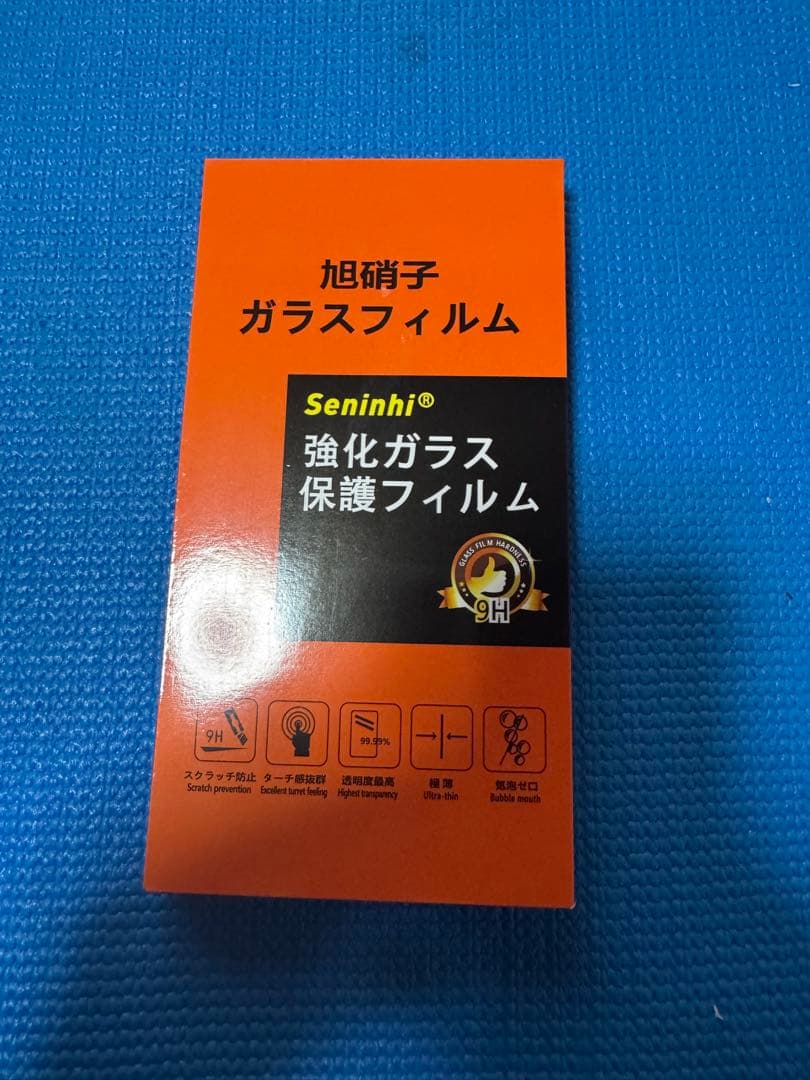 旭硝子
ガラスフィルム
Seninhi®
強化ガラス
保護フィルム
GLASS FILM HARDNESS
9H
9H
99.99%
スクラッチ防止
Scratch prevention
ターチ感抜群
Excellent turret feeling
透明度最高
Highest transparency
極薄
Ultra-thin
気泡ゼロ
Bubble mouth